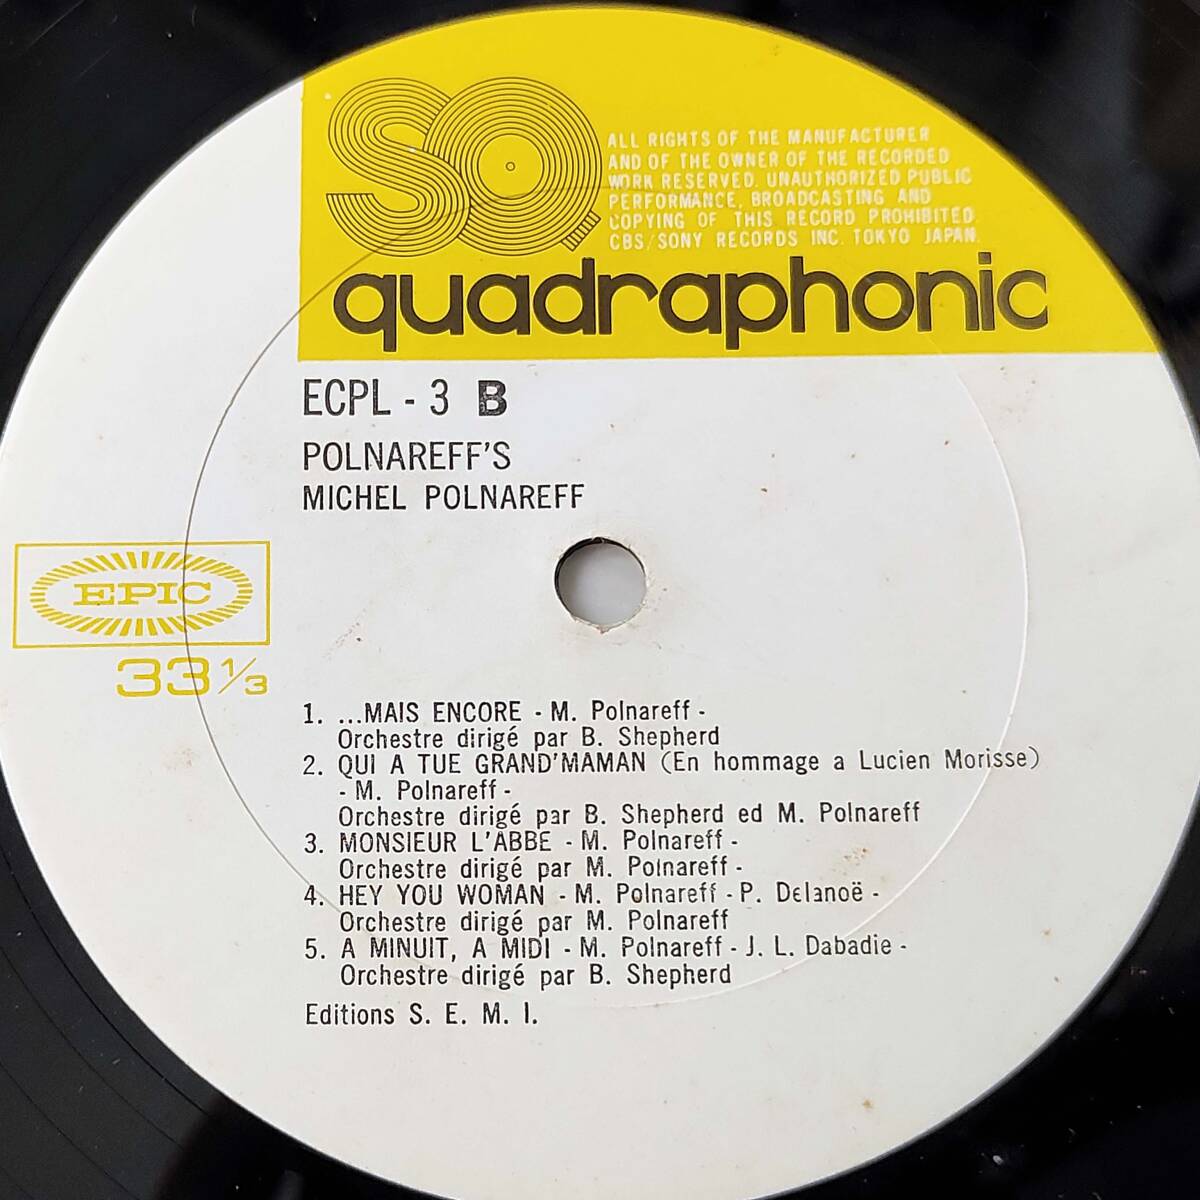 SQ
ALL RIGHTS OF THE MANUFACTURER
AND OF THE OWNER OF THE RECORDED
WORK RESERVED. UNAUTHORIZED PUBLIC
PERFORMANCE, BROADCASTING AND
COPYING OF THIS RECORD PROHIBITED.
CBS/SONY RECORDS INC. TOKYO JAPAN.
quadraphonic
ECPL - 3 B
POLNAREFF'S
MICHEL POLNAREFF
EPIC
33 1/3
1. ...MAIS ENCORE - M. Polnareff -
Orchestre dirigé par B. Shepherd
2. QUI A TUE GRAND'MAMAN (En hommage a Lucien Morisse)
- M. Polnareff -
Orchestre dirigé par B. Shepherd ed M. Polnareff
3. MONSIEUR L'ABBE - M. Polnareff -
Orchestre dirigé par M. Polnareff -
4. HEY YOU WOMAN - M. Polnareff - P. Delanoë -
Orchestre dirigé par M. Polnareff
5. A MINUIT, A MIDI - M. Polnareff - J. L. Dabadie -
Orchestre dirigé par B. Shepherd
Editions S. E. M. I.